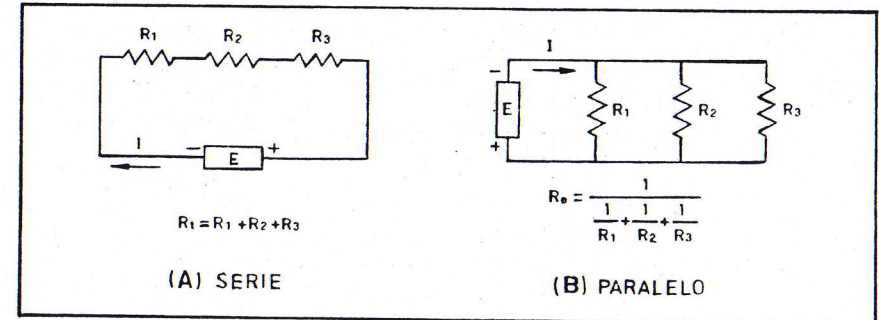 R1 R2 R3
I
− E +
Rt = R1 + R2 + R3
(A) SERIE
I
−
E R1 R2 R3
+
Re = 1 / (1/R1 + 1/R2 + 1/R3)
(B) PARALELO